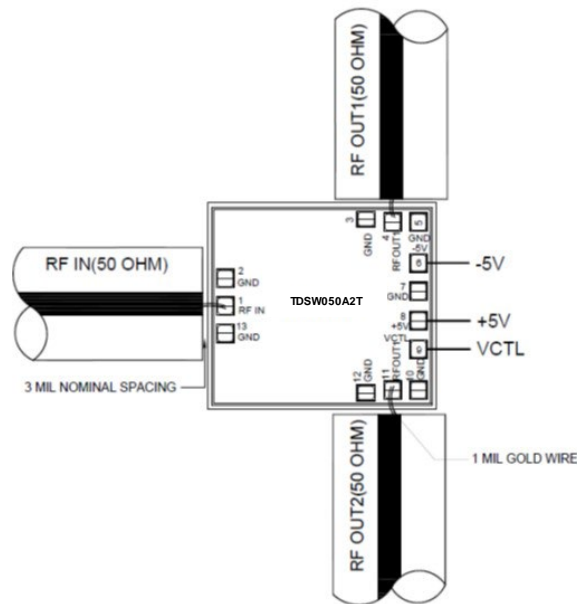 RF OUT1(50 OHM)
3
GND
4
RFOUT1
5
GND
-5V
6
-5V
RF IN(50 OHM)
2
GND
7
GND
1
RF IN
TDSW050A2T
8
+5V
+5V
13
GND
VCTL
9
VCTL
3 MIL NOMINAL SPACING
12
GND
11
RFOUT1
10
GND
1 MIL GOLD WIRE
RF OUT2(50 OHM)